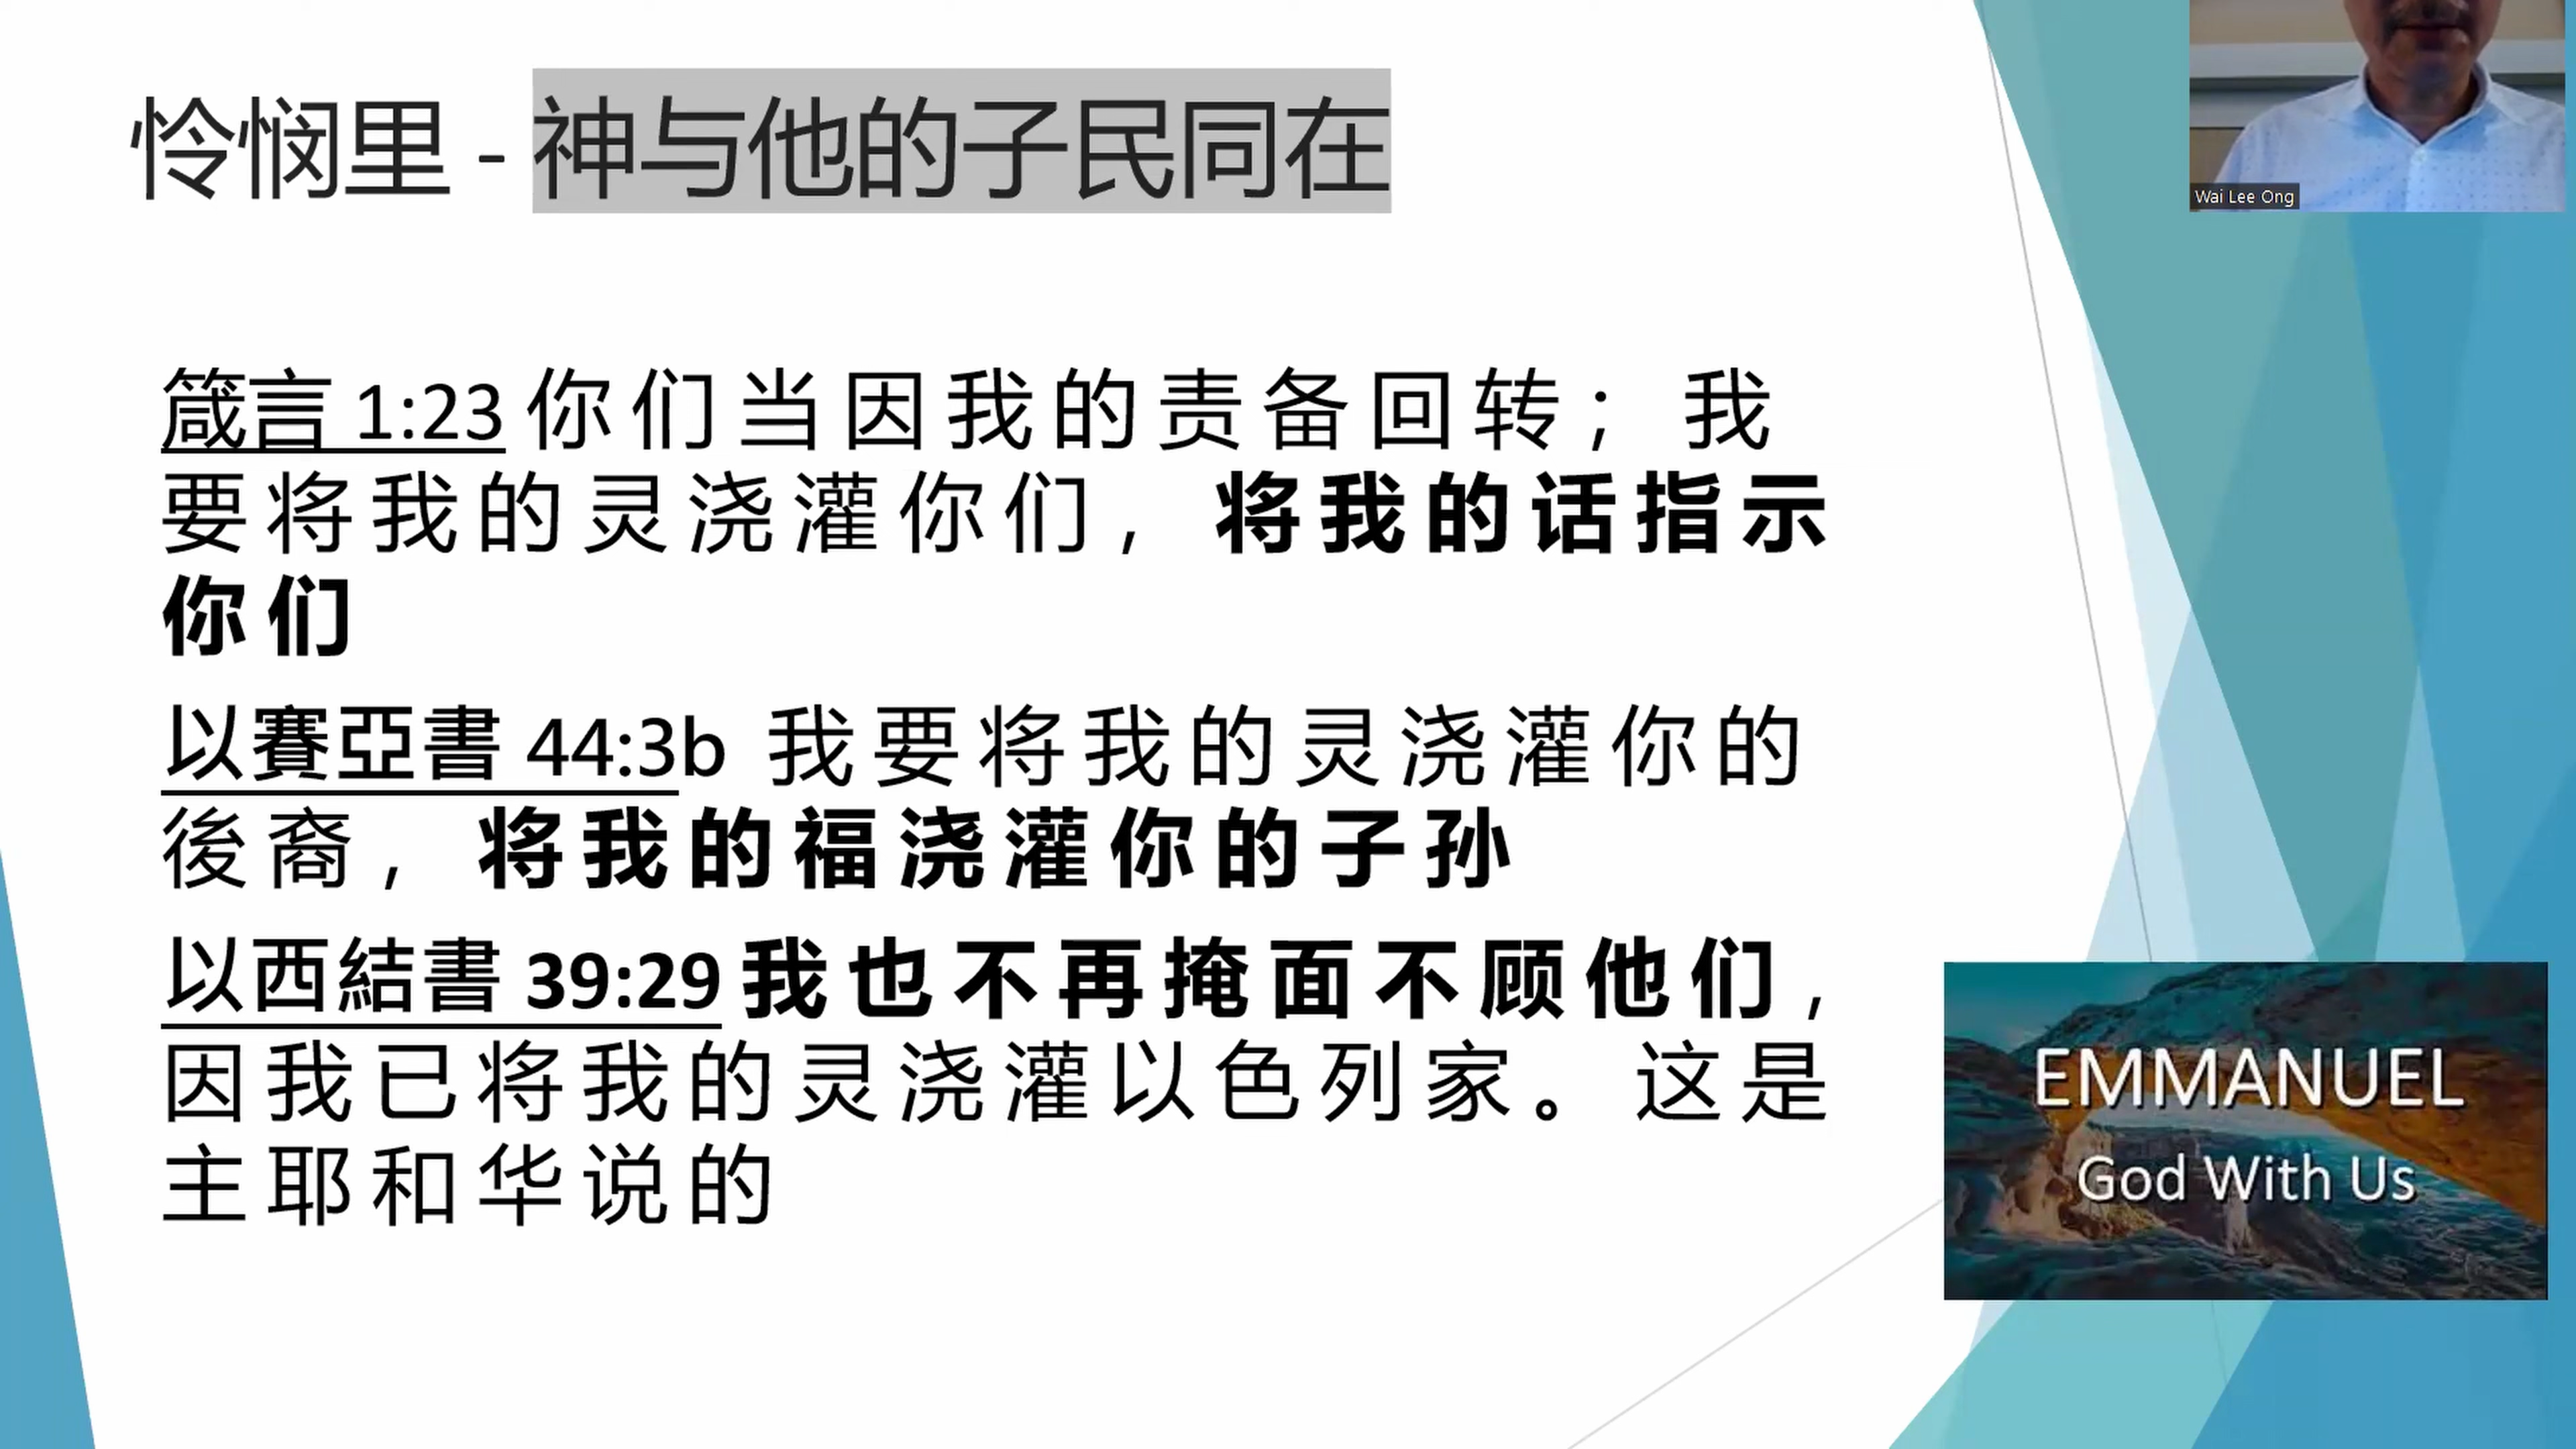 怜悯里 - 神与他的子民同在
Wai Lee Ong
箴言 1:23 你们当因我的责备回转；我
要将我的灵浇灌你们，将我的话指示
你们
以賽亞書 44:3b 我要将我的灵浇灌你的
後裔，将我的福浇灌你的子孙
以西結書 39:29 我也不再掩面不顾他们，
因我已将我的灵浇灌以色列家。这是
主耶和华说的
EMMANUEL
God With Us